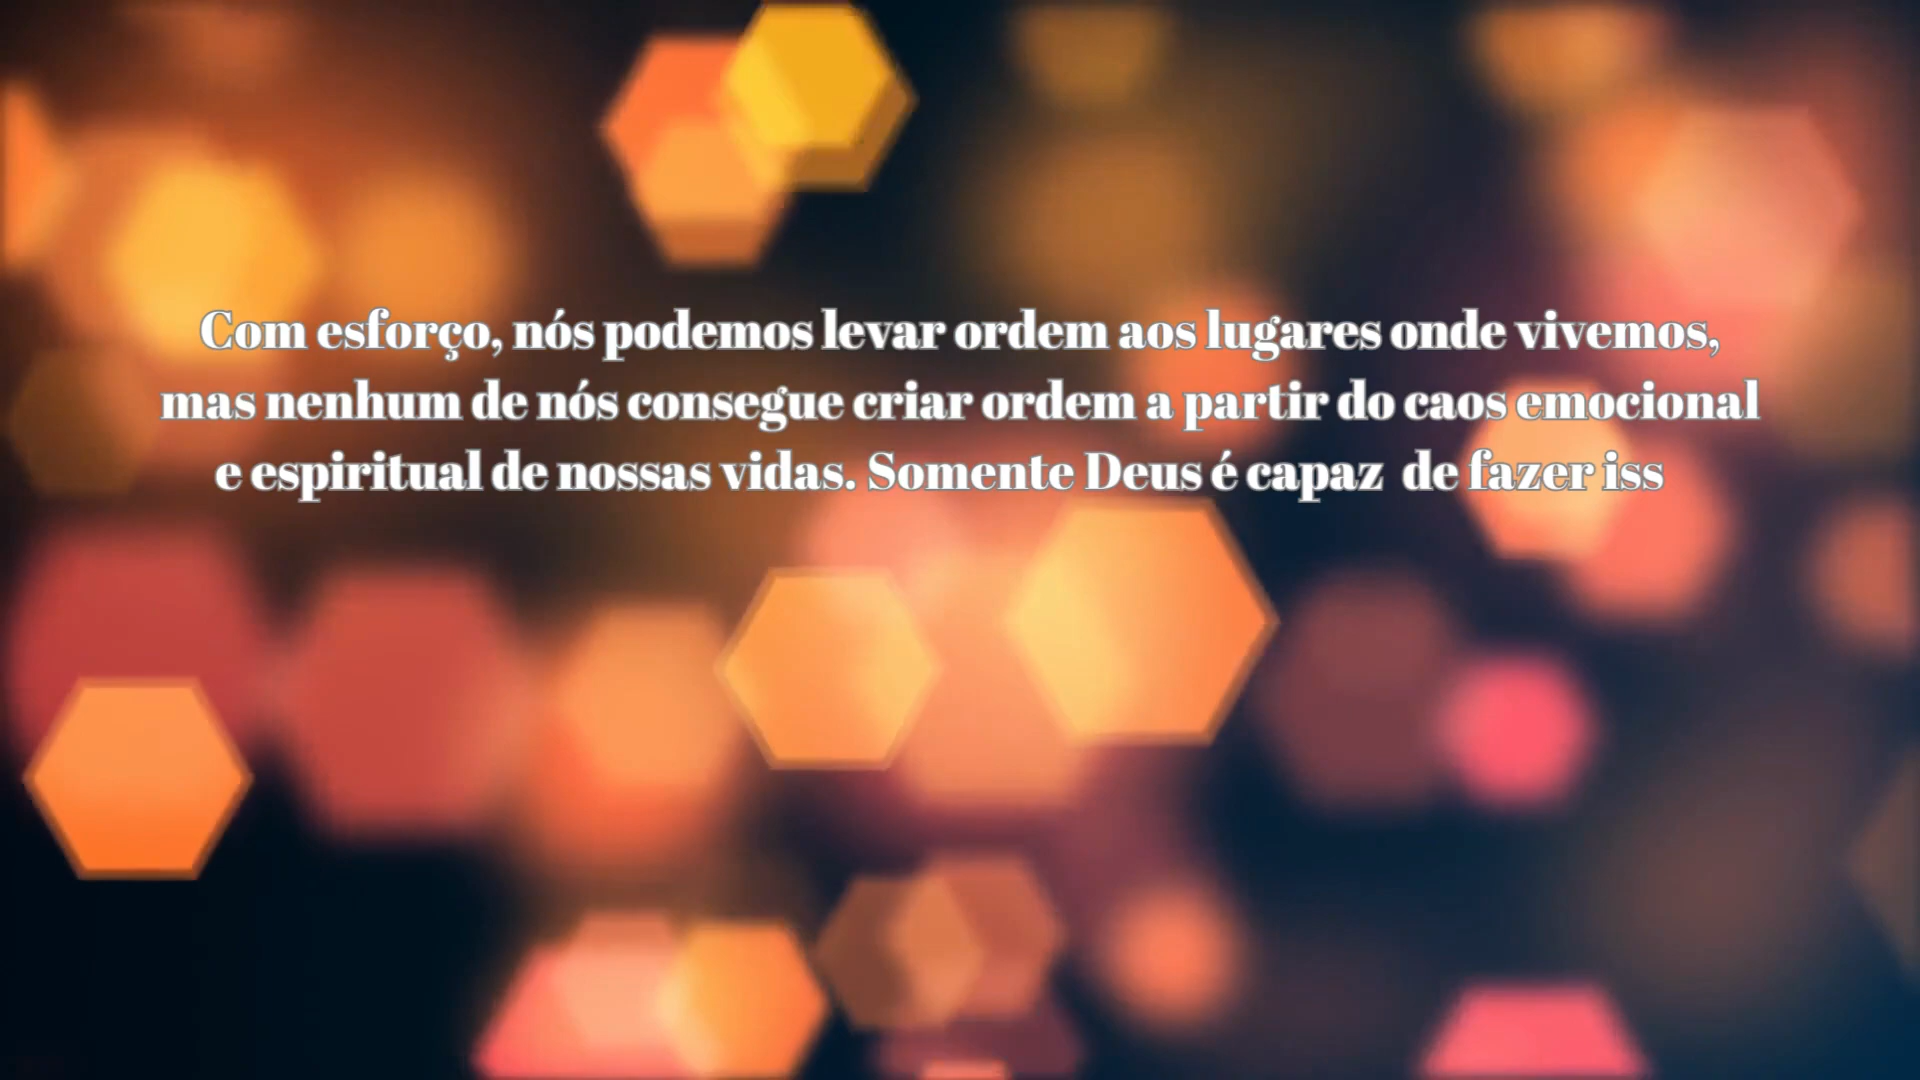 Com esforço, nós podemos levar ordem aos lugares onde vivemos,
mas nenhum de nós consegue criar ordem a partir do caos emocional
e espiritual de nossas vidas. Somente Deus é capaz  de fazer iss